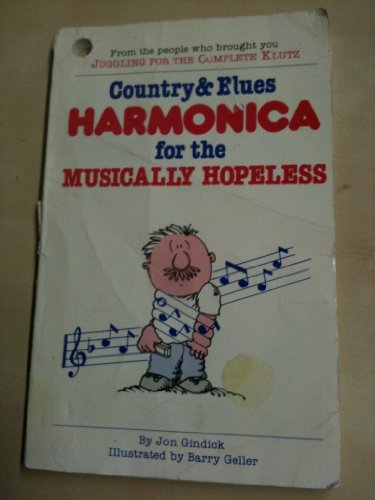 From the people who brought you
JUGGLING FOR THE COMPLETE KLUTZ
Country & Blues
HARMONICA
for the
MUSICALLY HOPELESS
By Jon Gindick
Illustrated by Barry Geller